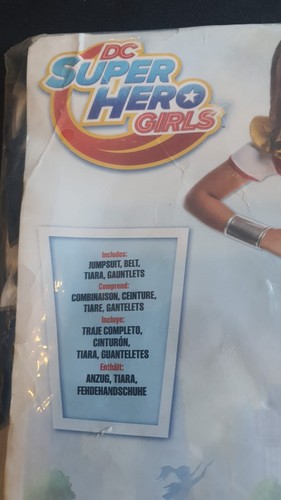 DC
SUPER
HERO
GIRLS
Includes:
JUMPSUIT, BELT,
TIARA, GAUNTLETS
Comprend:
COMBINAISON, CEINTURE,
TIARE, GANTELETS
Incluye:
TRAJE COMPLETO,
CINTURÓN,
TIARA, GUANTELETES
Enthält:
ANZUG, TIARA,
FEHDEHANDSCHUHE